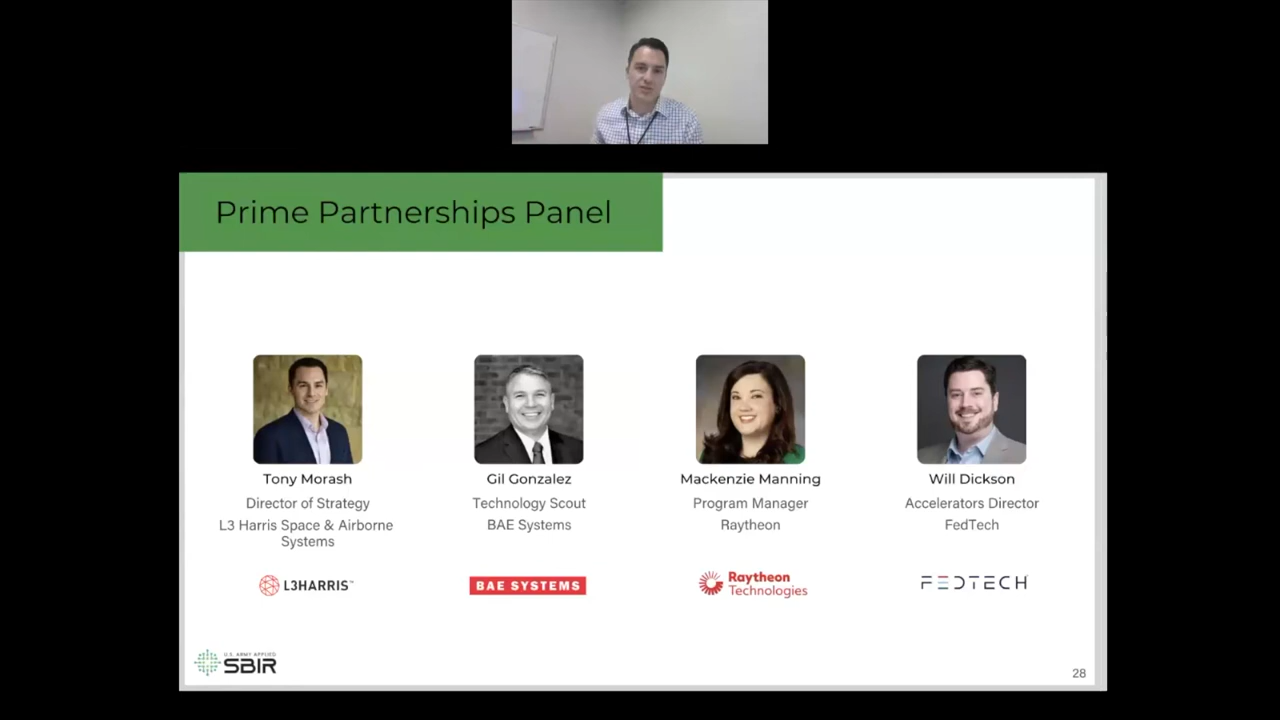 Prime Partnerships Panel
Tony Morash
Director of Strategy
L3 Harris Space & Airborne
Systems
L3HARRIS™
Gil Gonzalez
Technology Scout
BAE Systems
BAE SYSTEMS
Mackenzie Manning
Program Manager
Raytheon
Raytheon
Technologies
Will Dickson
Accelerators Director
FedTech
FEDTECH
U.S. ARMY APPLIED
SBIR
28